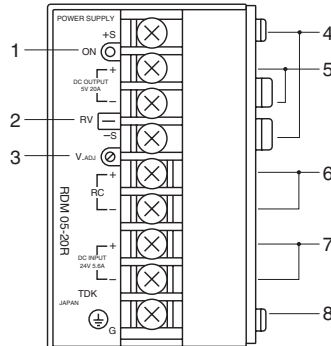 POWER SUPPLY
+S
1
ON
4
+
5
DC OUTPUT
5V 20A
−
2
RV
−S
3
V.ADJ
+
6
RC
−
RDM 05-20R
+
7
DC INPUT
24V 5.6A
−
TDK
JAPAN
8
G